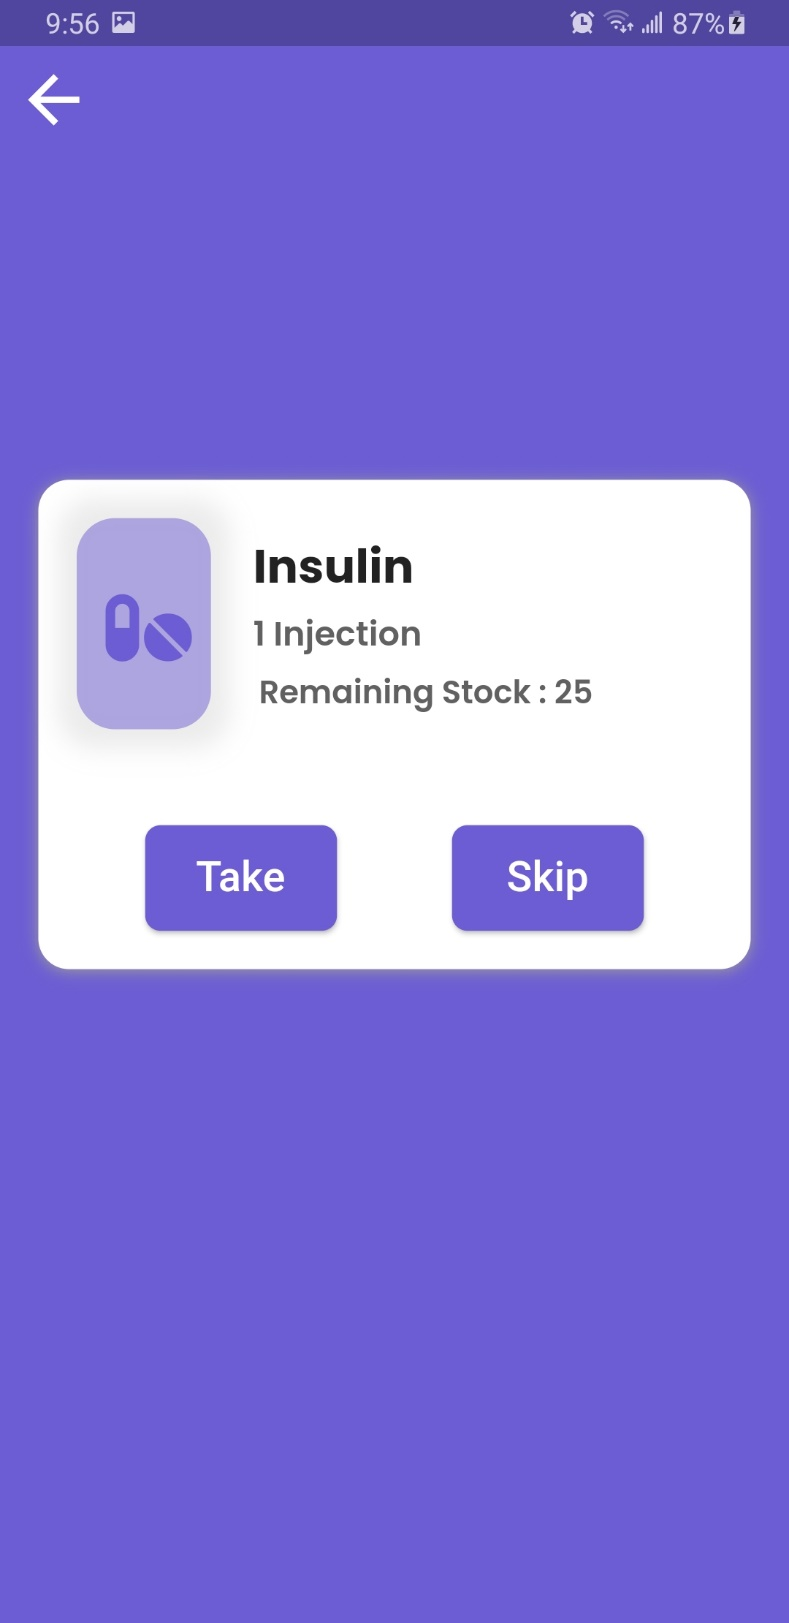 9:56 87%
Insulin
1 Injection
Remaining Stock : 25
Take Skip